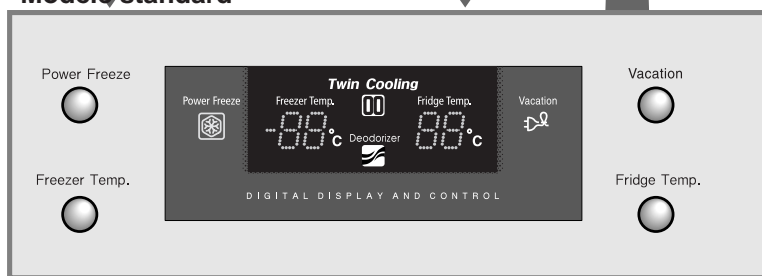 Modèle standard
Power Freeze
Vacation
Twin Cooling
Power Freeze
Freezer Temp.
Fridge Temp.
Vacation
-88°c
88°c
Deodorizer
Freezer Temp.
Fridge Temp.
DIGITAL DISPLAY AND CONTROL